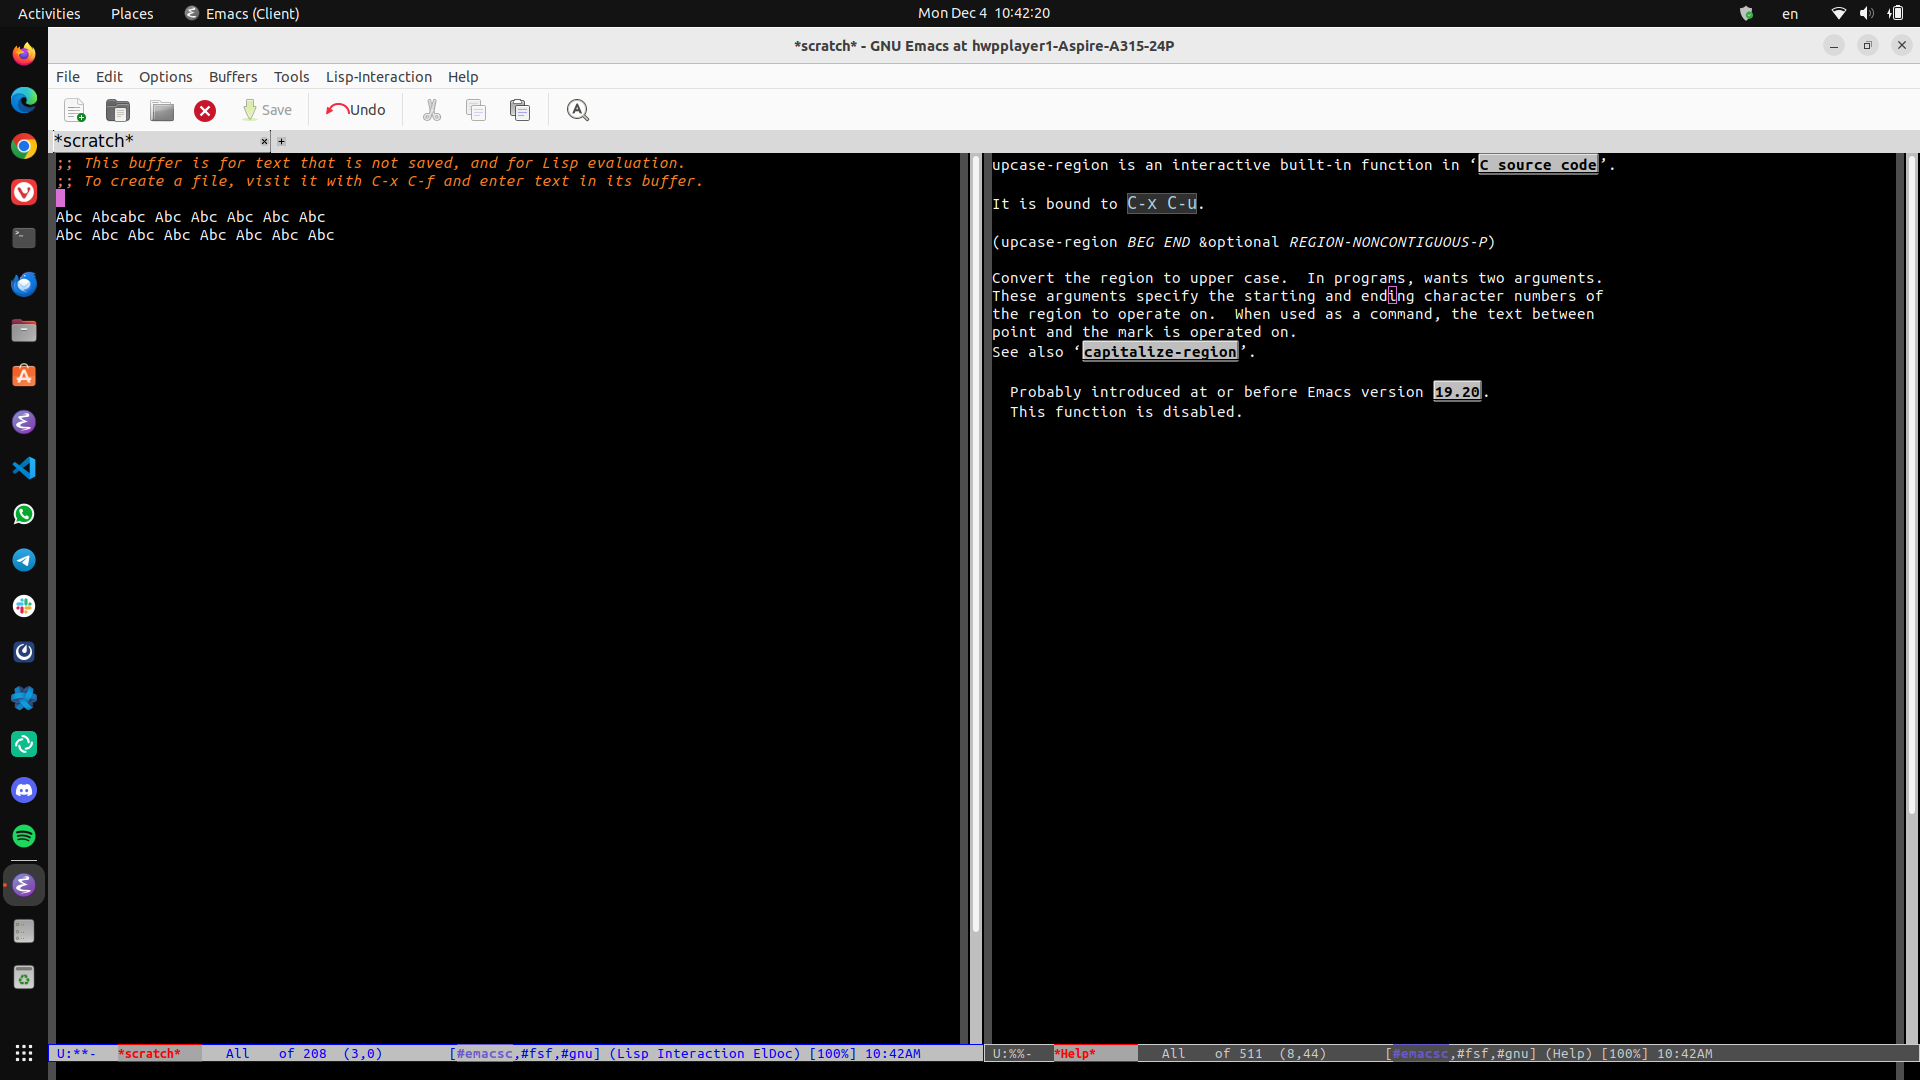 Activities Places Emacs (Client) Mon Dec 4 10:42:20 en
*scratch* - GNU Emacs at hwpplayer1-Aspire-A315-24P
File Edit Options Buffers Tools Lisp-Interaction Help
Save Undo
*scratch*
;; This buffer is for text that is not saved, and for Lisp evaluation.
;; To create a file, visit it with C-x C-f and enter text in its buffer.
Abc Abcabc Abc Abc Abc Abc Abc
Abc Abc Abc Abc Abc Abc Abc Abc
upcase-region is an interactive built-in function in ‘C source code’.
It is bound to C-x C-u.
(upcase-region BEG END &optional REGION-NONCONTIGUOUS-P)
Convert the region to upper case.  In programs, wants two arguments.
These arguments specify the starting and ending character numbers of
the region to operate on.  When used as a command, the text between
point and the mark is operated on.
See also ‘capitalize-region’.
Probably introduced at or before Emacs version 19.20.
This function is disabled.
U:**- *scratch* All of 208 (3,0) [#emacsc,#fsf,#gnu] (Lisp Interaction ElDoc) [100%] 10:42AM
U:%%- *Help* All of 511 (8,44) [#emacsc,#fsf,#gnu] (Help) [100%] 10:42AM